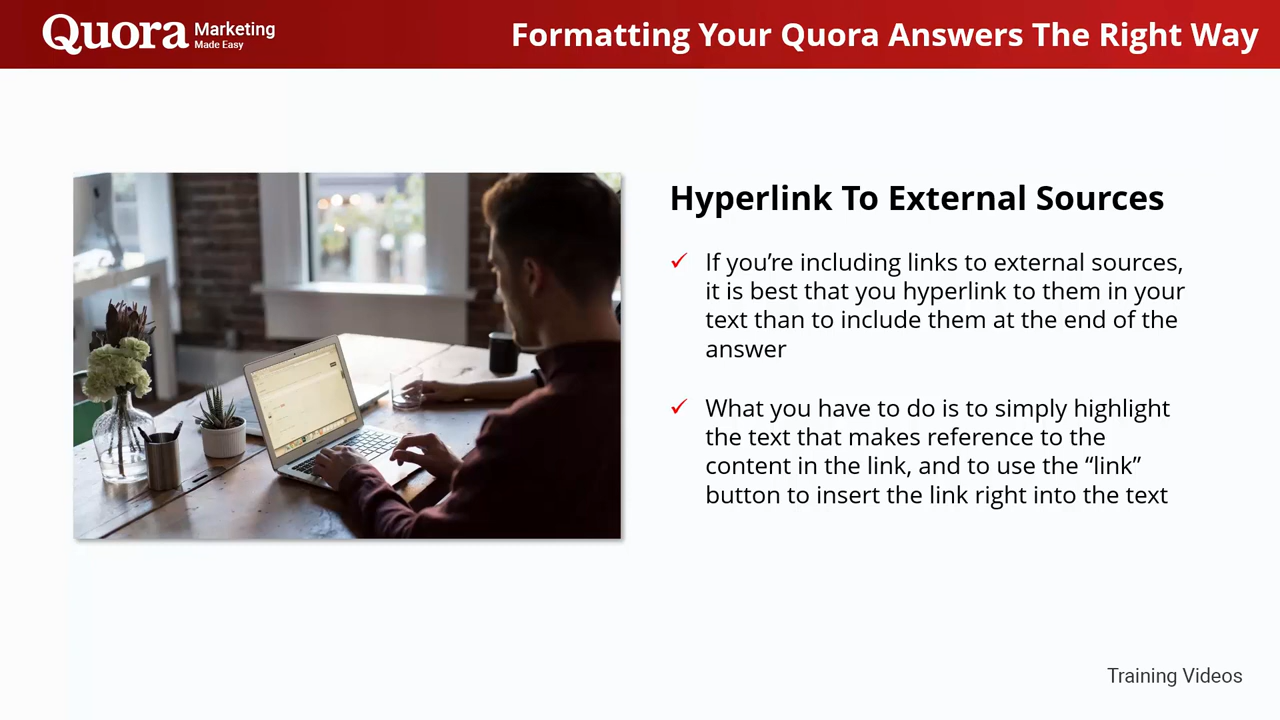 Quora Marketing
Made Easy
Formatting Your Quora Answers The Right Way
Hyperlink To External Sources
✓ If you’re including links to external sources,
it is best that you hyperlink to them in your
text than to include them at the end of the
answer
✓ What you have to do is to simply highlight
the text that makes reference to the
content in the link, and to use the “link”
button to insert the link right into the text
Training Videos